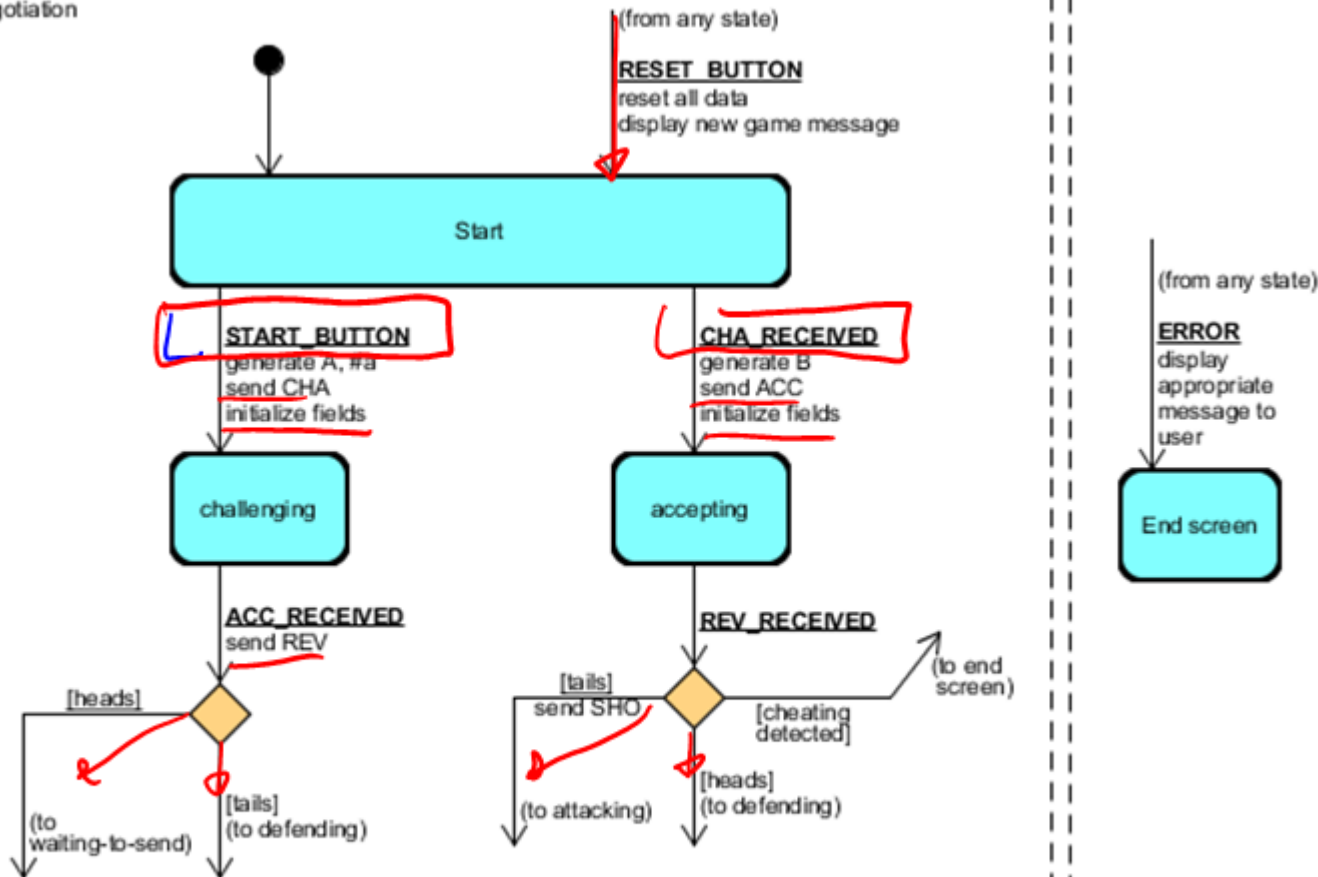 gotiation
(from any state)
RESET_BUTTON
reset all data
display new game message
Start
START_BUTTON
generate A, #a
send CHA
initialize fields
CHA_RECEIVED
generate B
send ACC
initialize fields
challenging
accepting
ACC_RECEIVED
send REV
REV_RECEIVED
[heads]
[tails]
(to defending)
(to
waiting-to-send)
[tails]
send SHO
(to attacking)
[heads]
(to defending)
[cheating
detected]
(to end
screen)
(from any state)
ERROR
display
appropriate
message to
user
End screen